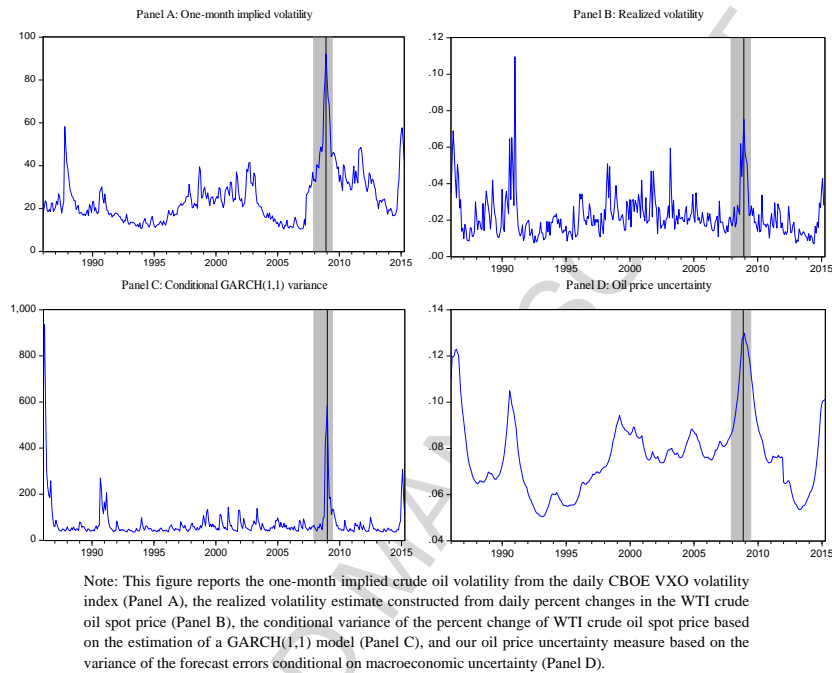 Panel A: One-month implied volatility
100
80
60
40
20
0
1990 1995 2000 2005 2010 2015
Panel B: Realized volatility
.12
.10
.08
.06
.04
.02
.00
1990 1995 2000 2005 2010 2015
Panel C: Conditional GARCH(1,1) variance
1,000
800
600
400
200
0
1990 1995 2000 2005 2010 2015
Panel D: Oil price uncertainty
.14
.12
.10
.08
.06
.04
1990 1995 2000 2005 2010 2015
Note: This figure reports the one-month implied crude oil volatility from the daily CBOE VXO volatility
index (Panel A), the realized volatility estimate constructed from daily percent changes in the WTI crude
oil spot price (Panel B), the conditional variance of the percent change of WTI crude oil spot price based
on the estimation of a GARCH(1,1) model (Panel C), and our oil price uncertainty measure based on the
variance of the forecast errors conditional on macroeconomic uncertainty (Panel D).